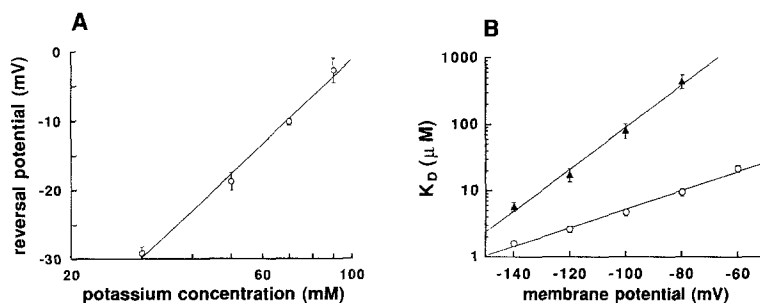 A
reversal potential (mV)
0
-10
-20
-30
20
60
100
potassium concentration (mM)
B
K_D (μ M)
1000
100
10
1
-140
-120
-100
-80
-60
membrane potential (mV)